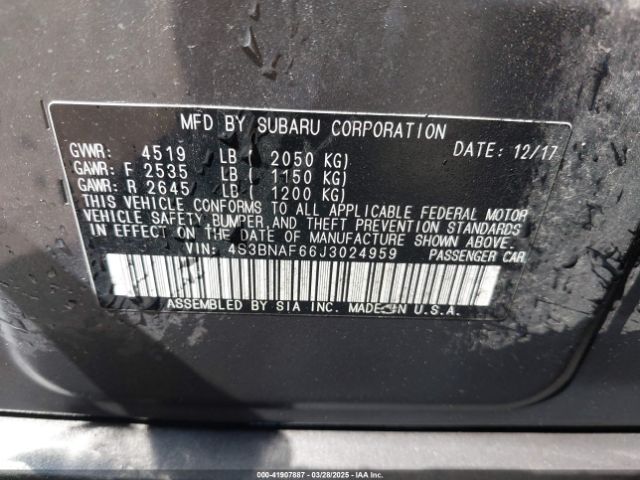 MFD BY SUBARU CORPORATION
GVWR: 4519 LB ( 2050 KG) DATE: 12/17
GAWR: F 2535 LB ( 1150 KG)
GAWR: R 2645 LB ( 1200 KG)
THIS VEHICLE CONFORMS TO ALL APPLICABLE FEDERAL MOTOR
VEHICLE SAFETY, BUMPER, AND THEFT PREVENTION STANDARDS
IN EFFECT ON THE DATE OF MANUFACTURE SHOWN ABOVE.
VIN: 4S3BNAF66J3024959 PASSENGER CAR
ASSEMBLED BY SIA INC. MADE IN U.S.A.
000-41907887 | 03/28/2025 - IAAI.COM